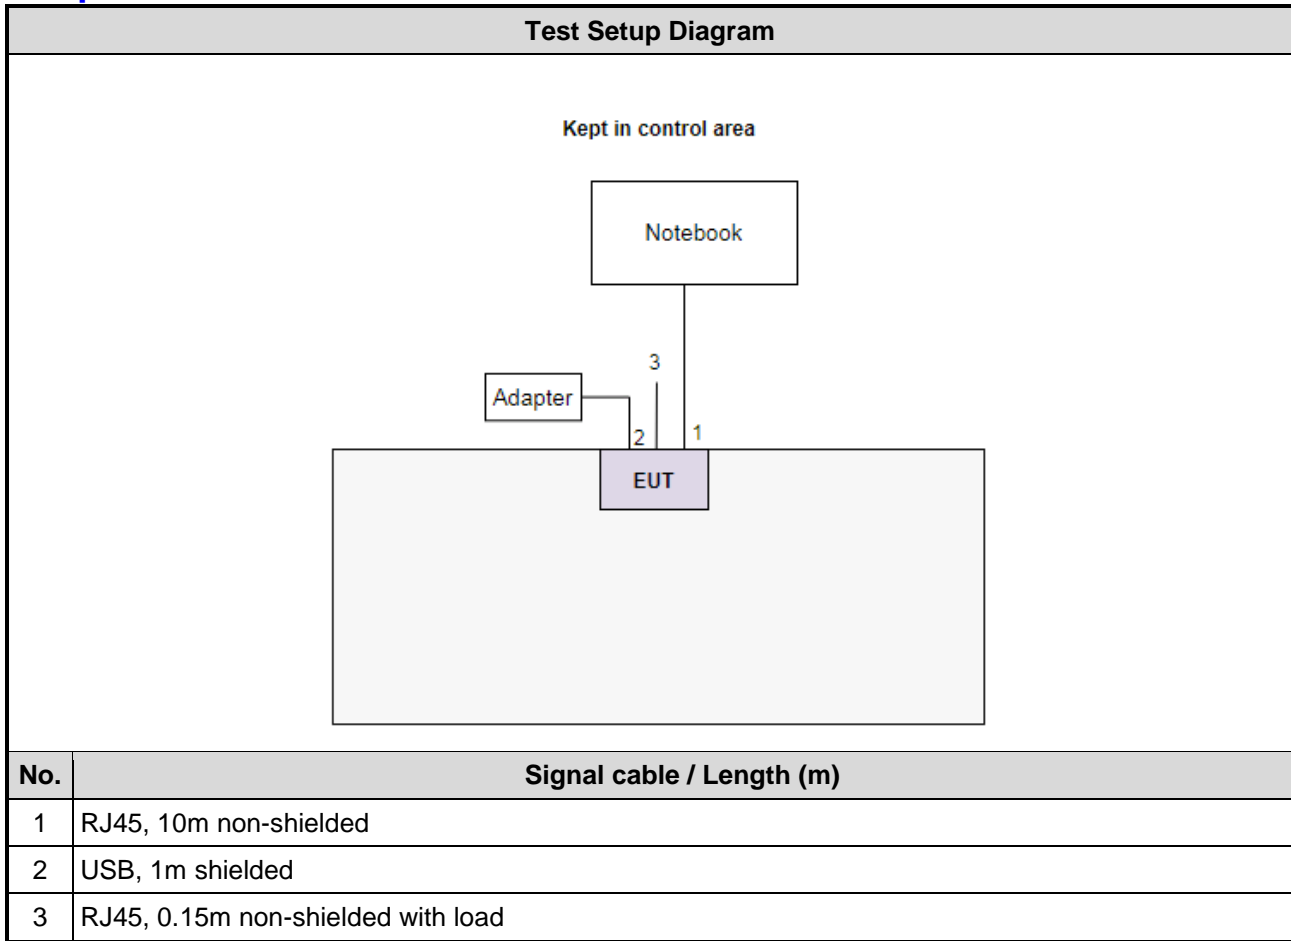 Test Setup Diagram
Kept in control area
Notebook
3
Adapter
2
1
EUT
No. Signal cable / Length (m)
1 RJ45, 10m non-shielded
2 USB, 1m shielded
3 RJ45, 0.15m non-shielded with load